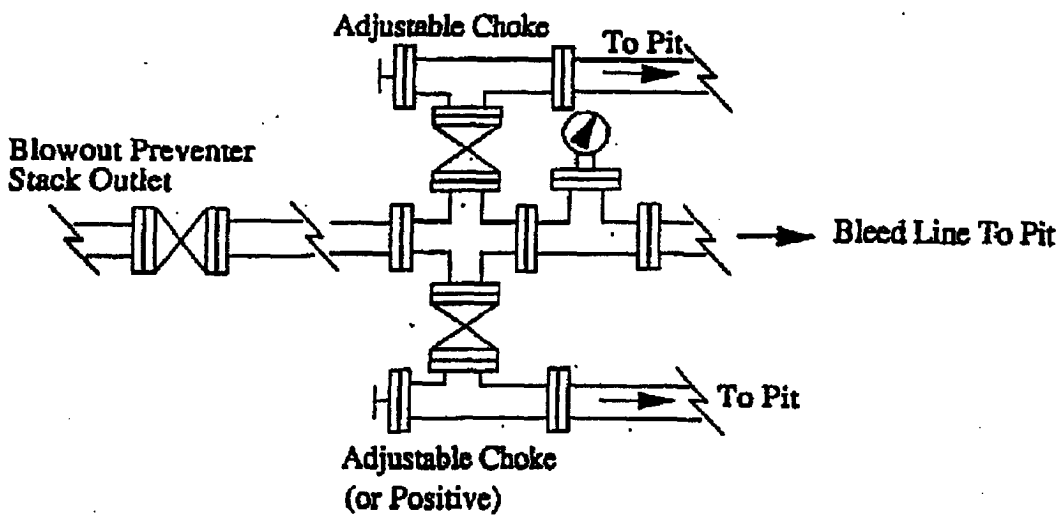 Adjustable Choke
To Pit
Blowout Preventer
Stack Outlet
Bleed Line To Pit
To Pit
Adjustable Choke
(or Positive)